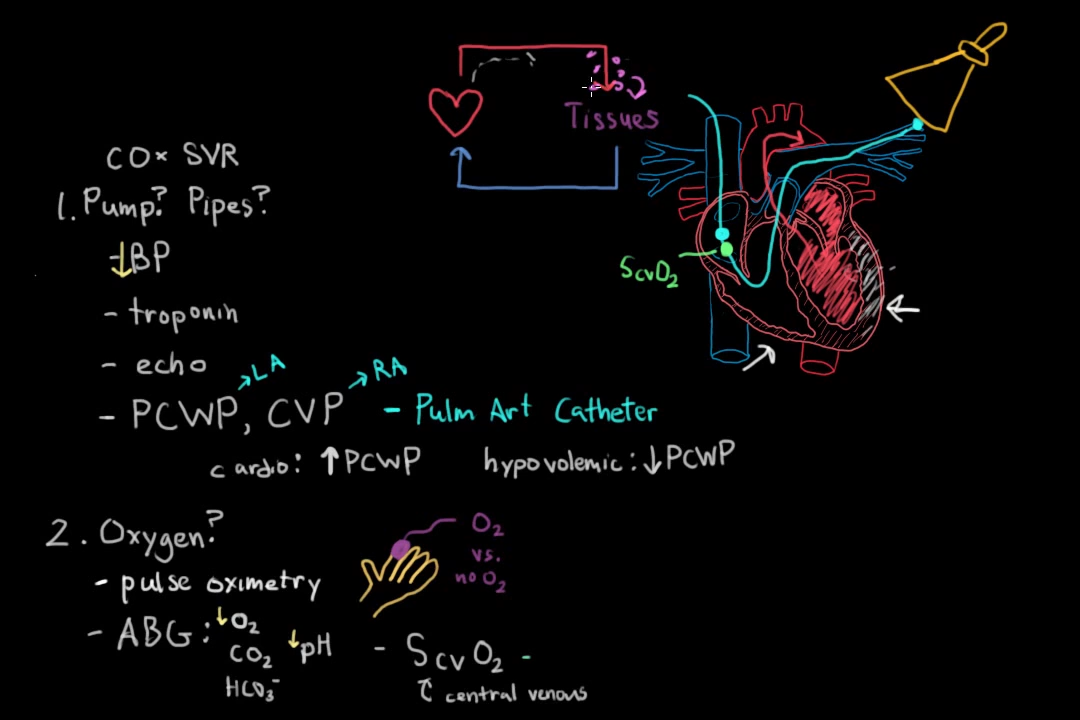 Tissues
CO × SVR
1. Pump? Pipes?
↓BP
ScvO₂
- troponin
- echo
→LA
→RA
- PCWP, CVP - Pulm Art Catheter
cardio: ↑PCWP hypovolemic: ↓PCWP
2. Oxygen?
O₂
vs.
no O₂
- pulse oximetry
- ABG: ↓O₂
CO₂ ↓pH
HCO₃⁻
- ScvO₂ -
central venous